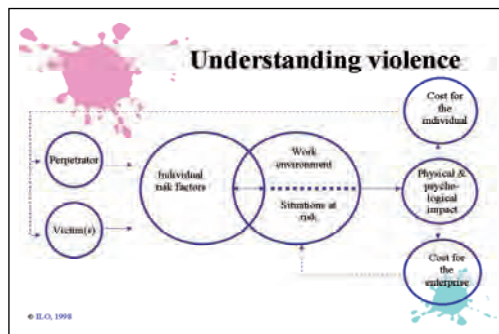 Understanding violence
Cost for
the
individual
Perpetrator
Individual
risk factors
Work
environment
Situations at
risk
Physical &
psycho-
logical
impact
Victim(s)
Cost for
the
enterprise
© ILO, 1998